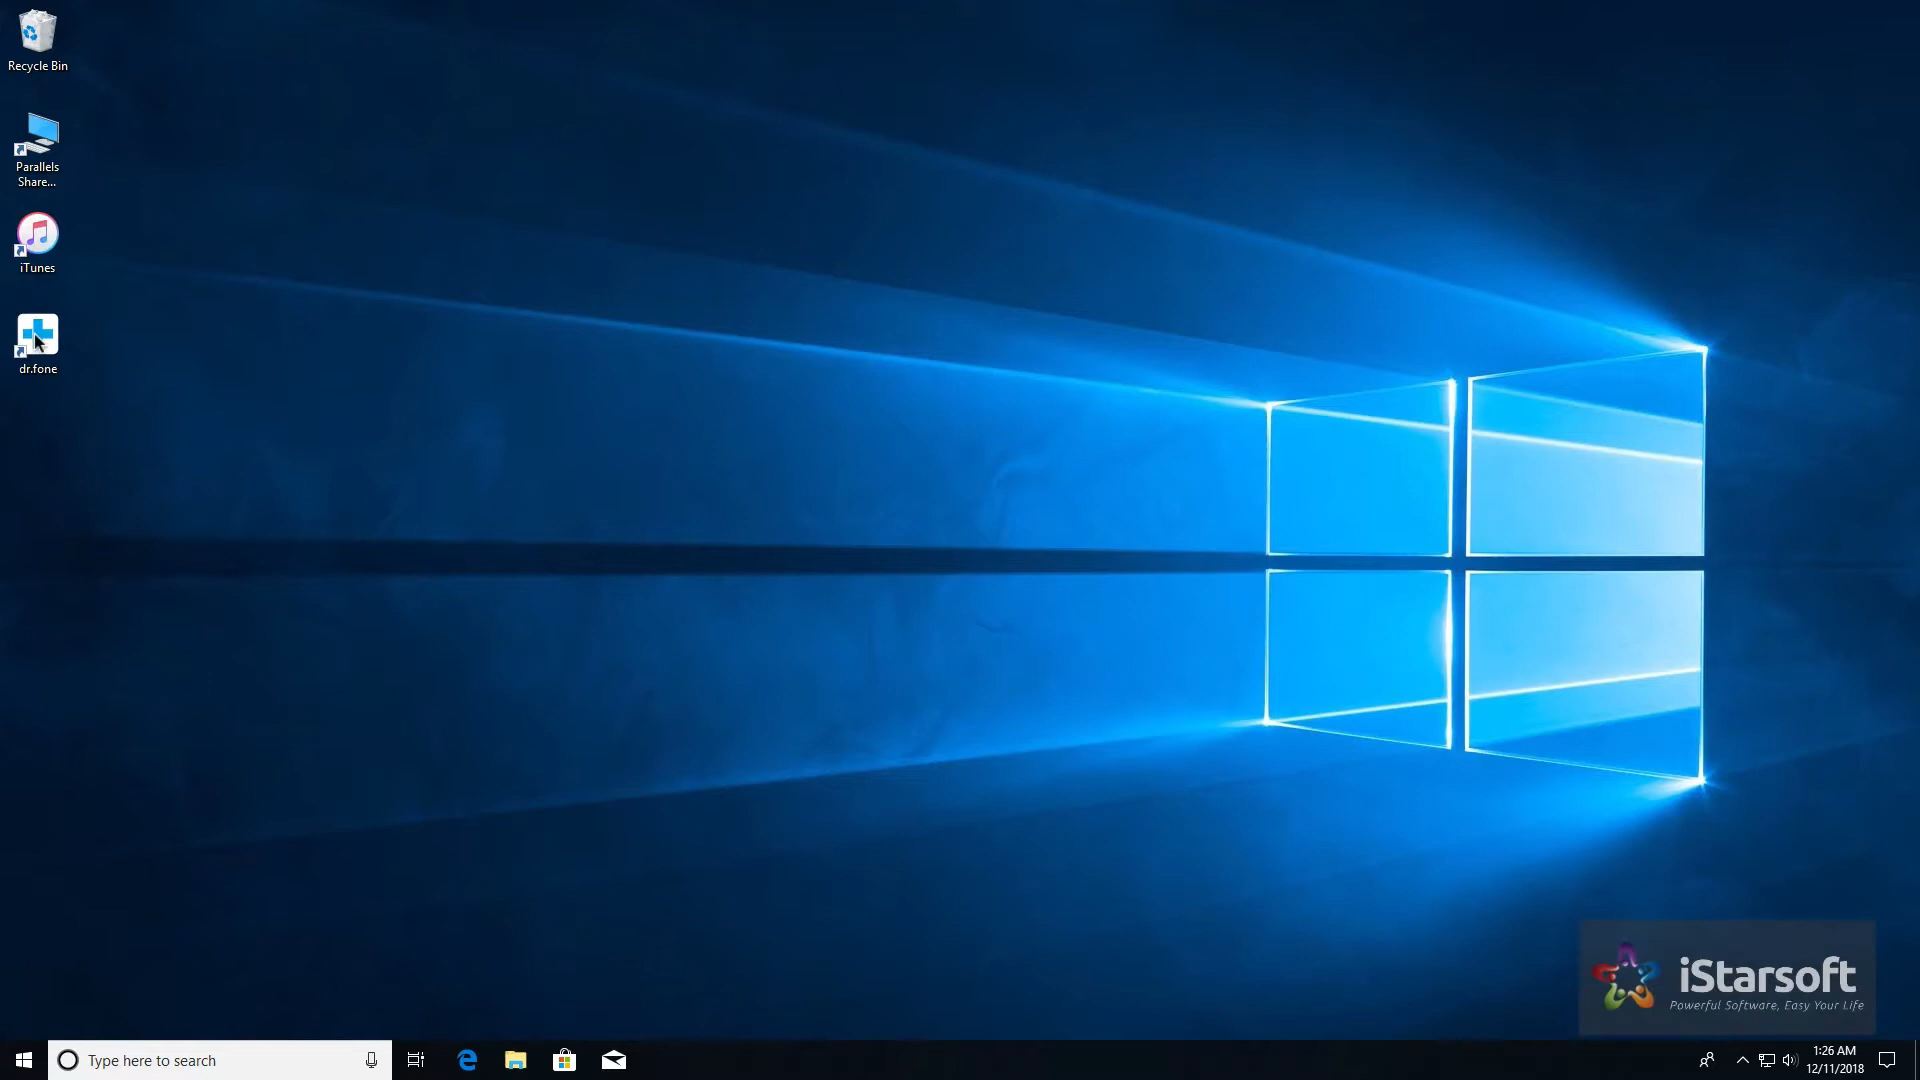 Recycle Bin
Parallels
Share...
iTunes
dr.fone
iStarsoft
Powerful Software, Easy Your Life
Type here to search
1:26 AM
12/11/2018